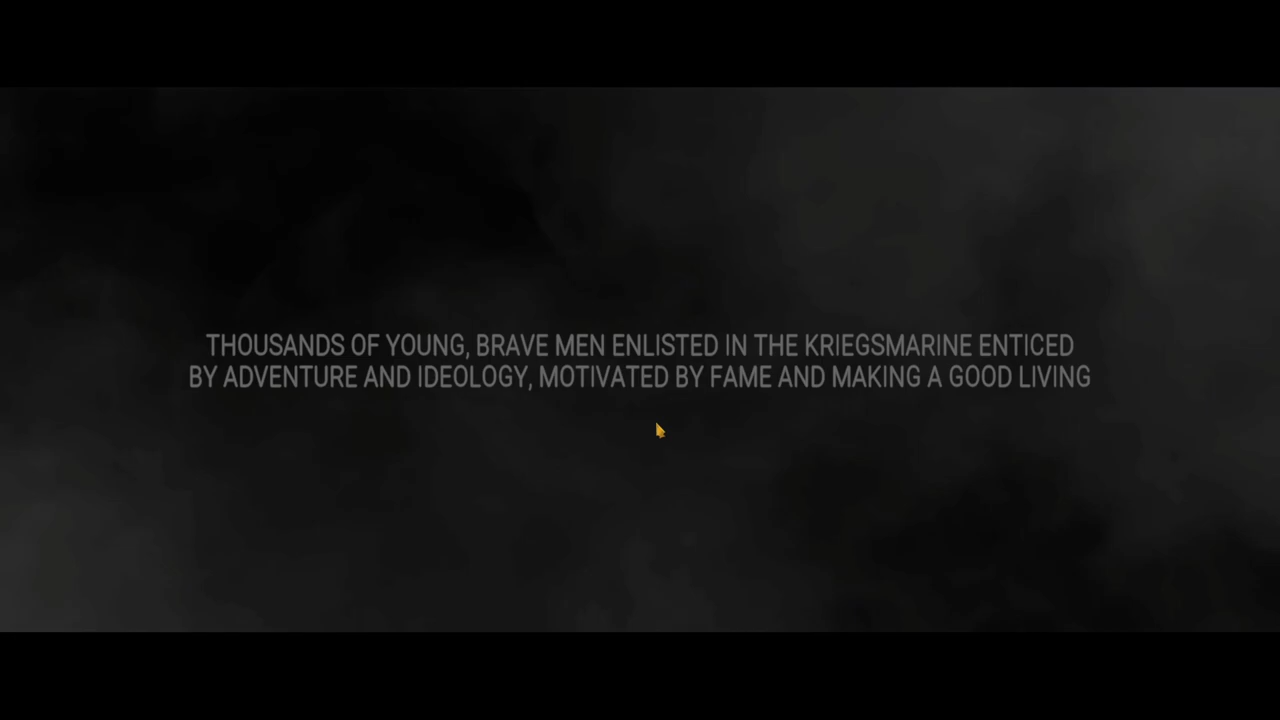 THOUSANDS OF YOUNG, BRAVE MEN ENLISTED IN THE KRIEGSMARINE ENTICED
BY ADVENTURE AND IDEOLOGY, MOTIVATED BY FAME AND MAKING A GOOD LIVING